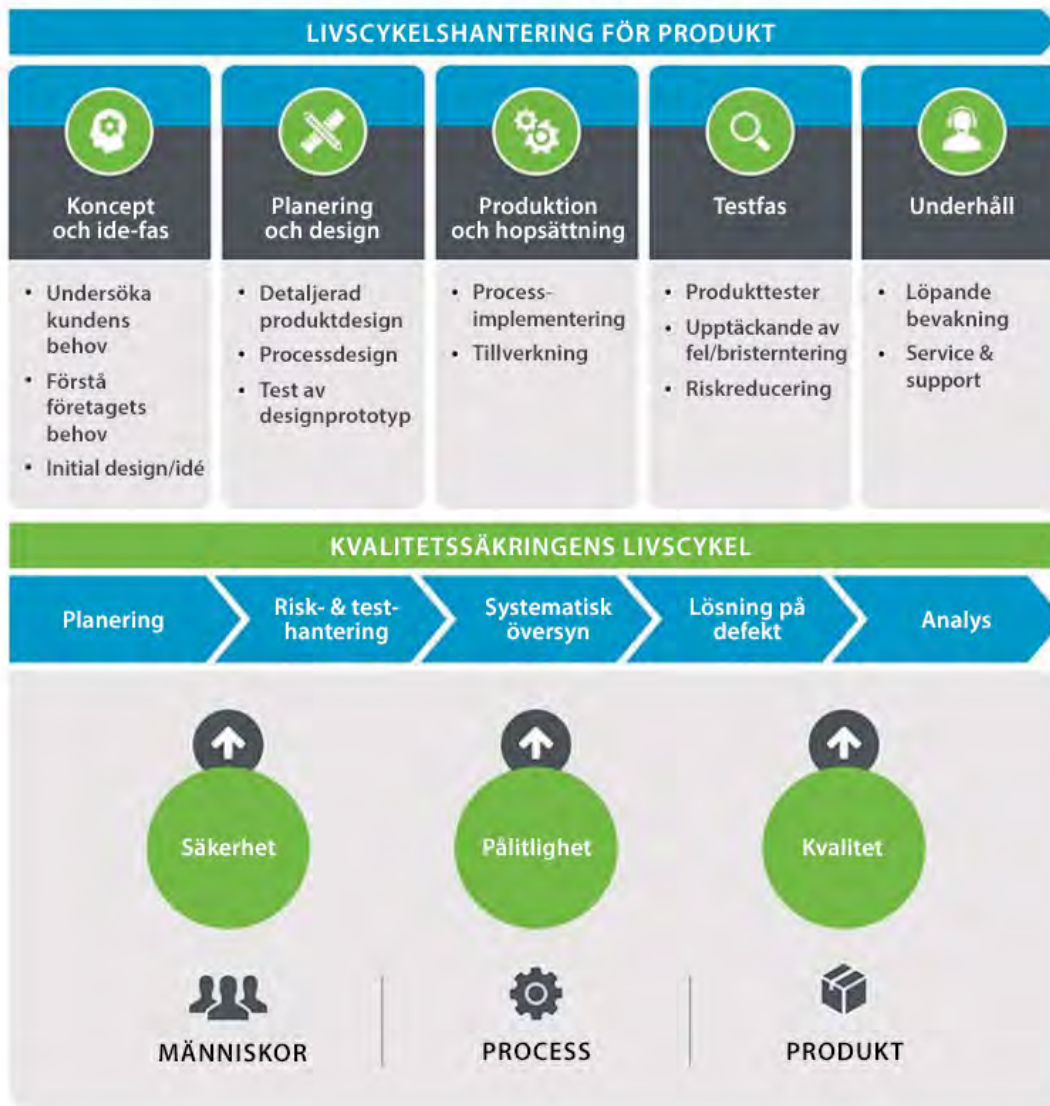 LIVSCYKELSHANTERING FÖR PRODUKT
Koncept
och ide-fas
• Undersöka
kundens
behov
• Förstå
företagets
behov
• Initial design/idé
Planering
och design
• Detaljerad
produktdesign
• Processdesign
• Test av
designprototyp
Produktion
och hopsättning
• Process-
implementering
• Tillverkning
Testfas
• Produkttester
• Upptäckande av
fel/bristerntering
• Riskreducering
Underhåll
• Löpande
bevakning
• Service &
support
KVALITETSSÄKRINGENS LIVSCYKEL
Planering
Risk- & test-
hantering
Systematisk
översyn
Lösning på
defekt
Analys
Säkerhet
Pålitlighet
Kvalitet
MÄNNISKOR
PROCESS
PRODUKT